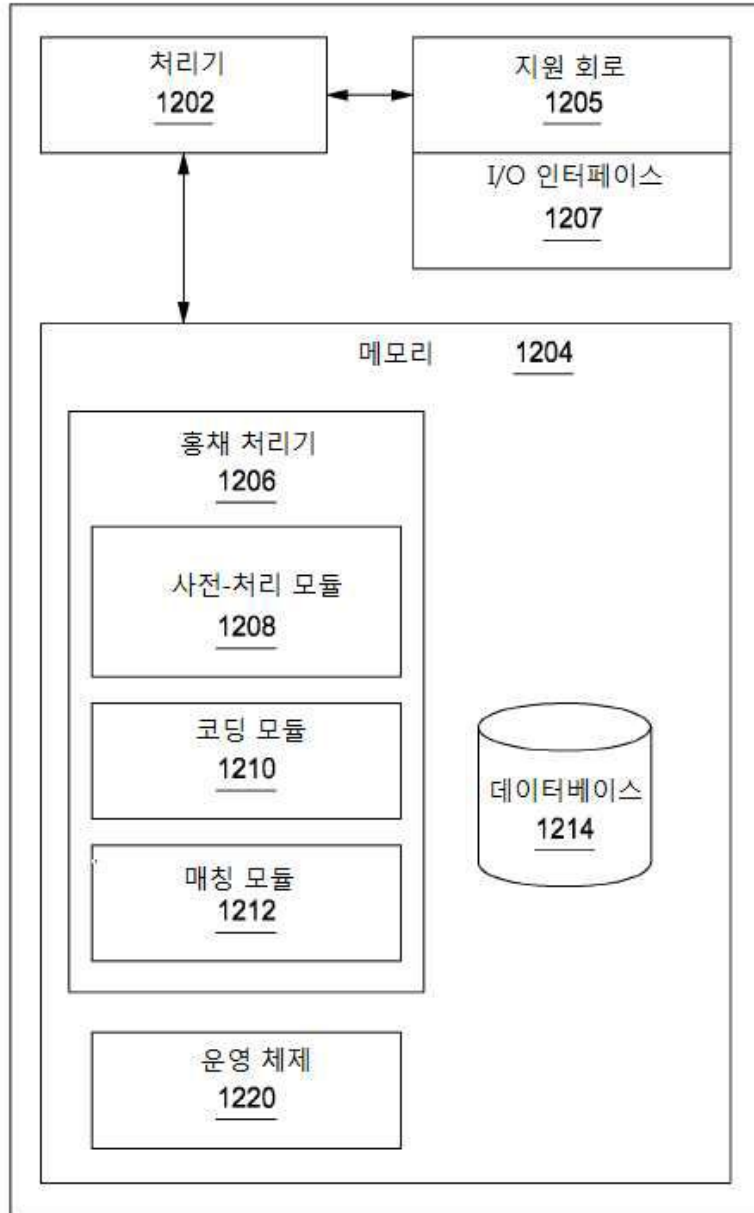 처리기
1202
지원 회로
1205
I/O 인터페이스
1207
메모리 1204
홍채 처리기
1206
사전-처리 모듈
1208
코딩 모듈
1210
매칭 모듈
1212
데이터베이스
1214
운영 체제
1220